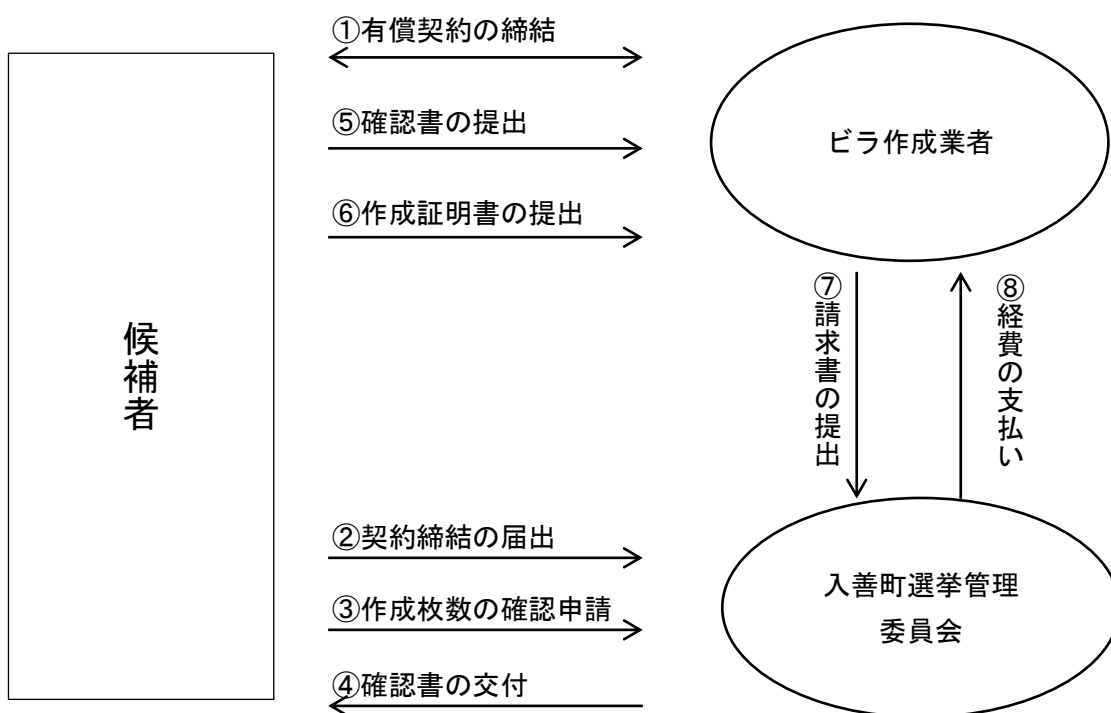 ①有償契約の締結
⑤確認書の提出
⑥作成証明書の提出
ビラ作成業者
候補者
⑦請求書の提出
⑧経費の支払い
②契約締結の届出
③作成枚数の確認申請
④確認書の交付
入善町選挙管理
委員会